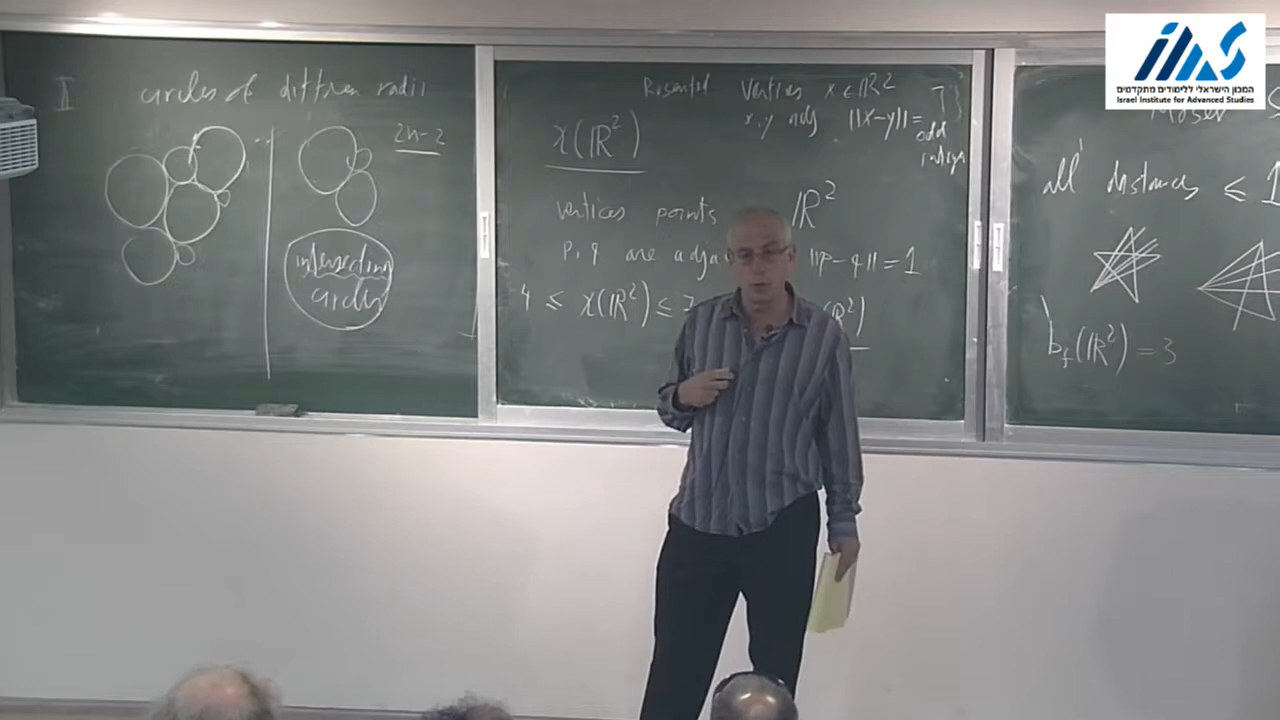 II circles of different radii
2n-2
intersecting
circles
χ(ℝ²)
Rosenfeld vertices x ∈ ℝ²
x, y adj ||x-y|| =
odd
vertices points ℝ²
p, q are adja ||p-q|| = 1
4 ≤ χ(ℝ²) ≤ 7
(ℝ²)
Moser
all distances ≤ 1
b_f(ℝ²) = 3
המכון הישראלי ללימודים מתקדמים
Israel Institute for Advanced Studies